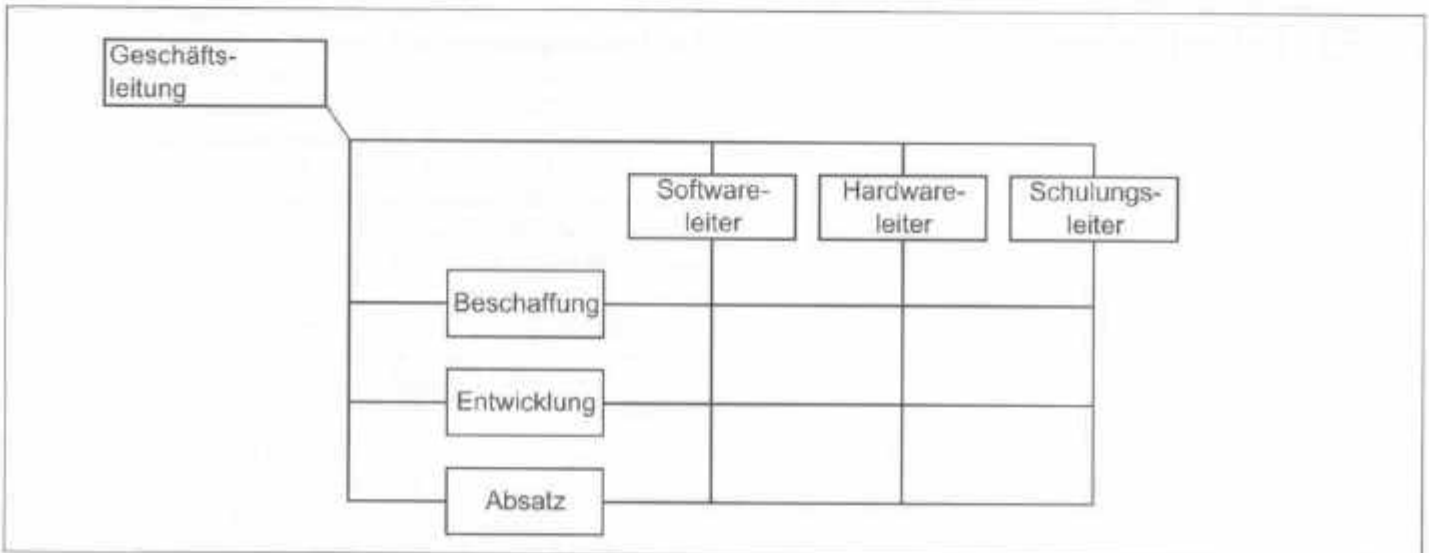 Geschäfts-
leitung
Software-
leiter
Hardware-
leiter
Schulungs-
leiter
Beschaffung
Entwicklung
Absatz